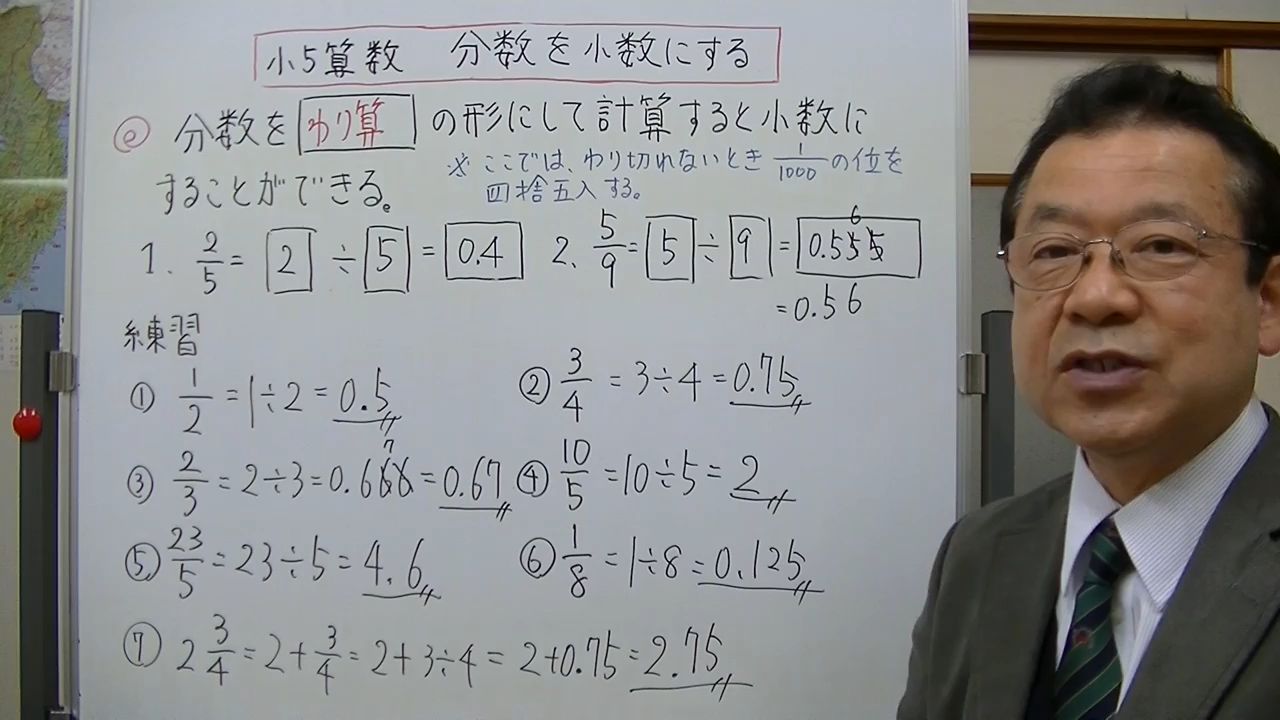 小5算数 分数を小数にする
◎ 分数を わり算 の形にして計算すると小数に
することができる。
※ ここでは、わり切れないとき 1/1000 の位を
四捨五入する。
1. 2/5 = 2 ÷ 5 = 0.4
2. 5/9 = 5 ÷ 9 = 0.555
6
= 0.56
練習
① 1/2 = 1÷2 = 0.5
② 3/4 = 3÷4 = 0.75
③ 2/3 = 2÷3 = 0.666 = 0.67
7
④ 10/5 = 10÷5 = 2
⑤ 23/5 = 23÷5 = 4.6
⑥ 1/8 = 1÷8 = 0.125
⑦ 2 3/4 = 2 + 3/4 = 2 + 3÷4 = 2+0.75 = 2.75